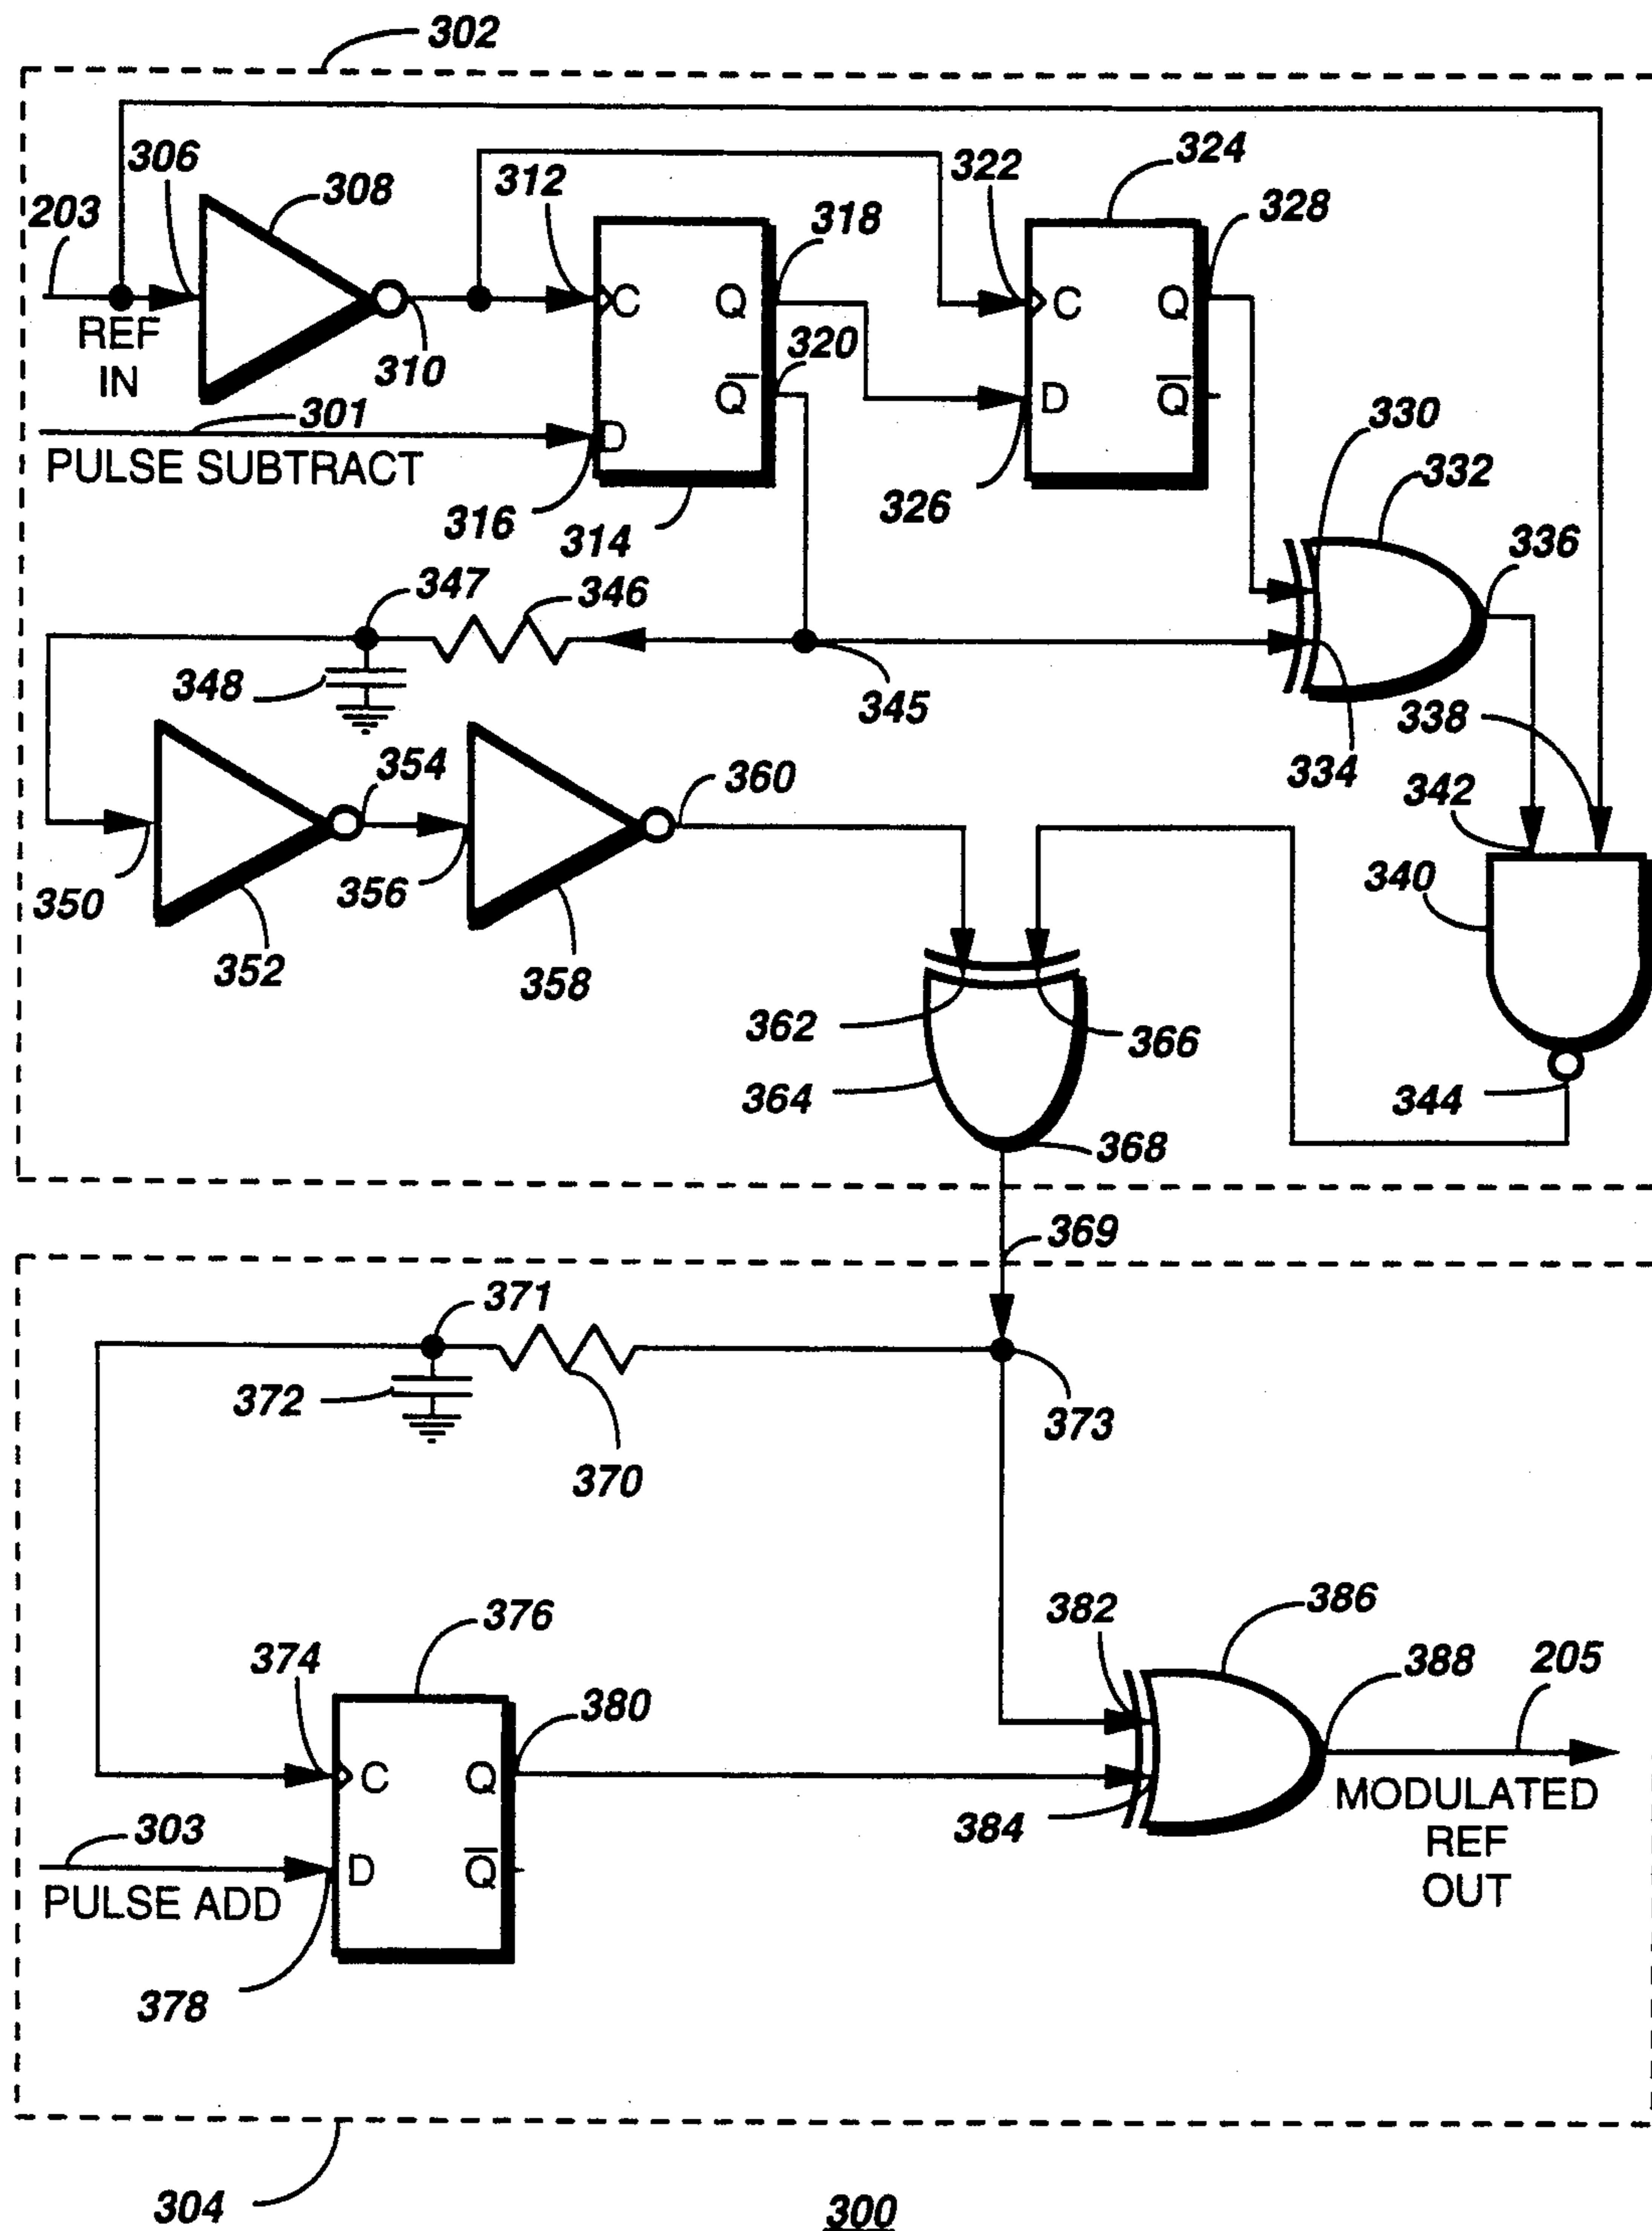 302
306
308
312
322
324
203
318
328
REF
IN
310
C
Q
320
C
Q
Q̅
D
Q̅
301
D
PULSE SUBTRACT
330
332
316
314
326
336
347
346
348
345
338
334
354
360
342
350
356
340
352
358
362
366
364
344
368
369
371
372
373
370
376
382
386
374
380
388
205
C
Q
384
MODULATED
REF
OUT
303
D
Q̅
PULSE ADD
378
304
300